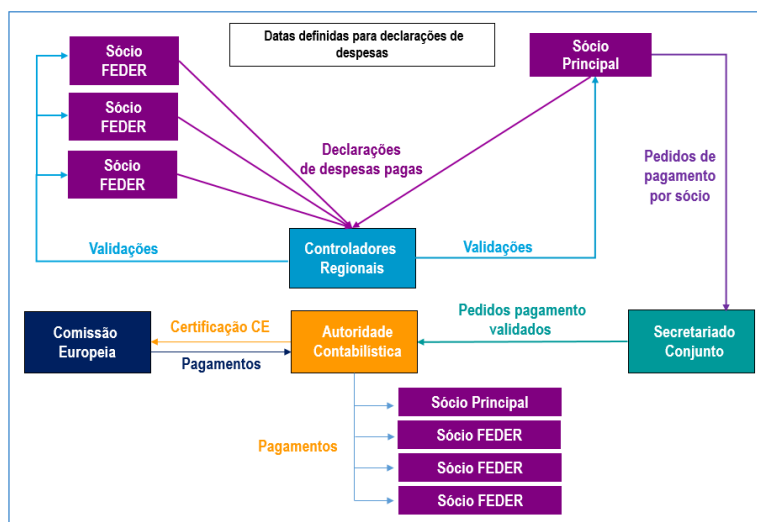 Datas definidas para declarações de
despesas
Sócio
FEDER
Sócio
Principal
Sócio
FEDER
Sócio
FEDER
Declarações
de despesas pagas
Pedidos de
pagamento
por sócio
Validações
Controladores
Regionais
Validações
Comissão
Europeia
Certificação CE
Pagamentos
Autoridade
Contabilística
Pedidos pagamento
validados
Secretariado
Conjunto
Pagamentos
Sócio Principal
Sócio FEDER
Sócio FEDER
Sócio FEDER